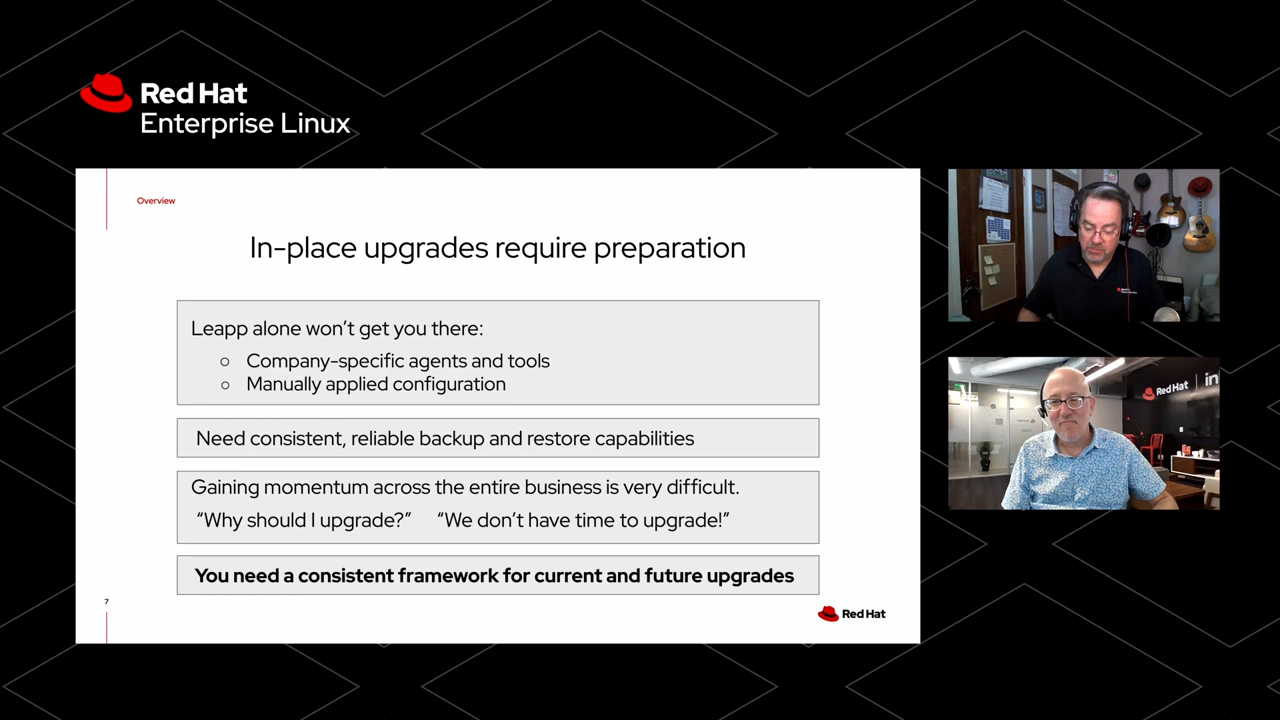 Red Hat
Enterprise Linux
Overview
In-place upgrades require preparation
Leapp alone won’t get you there:
○ Company-specific agents and tools
○ Manually applied configuration
Need consistent, reliable backup and restore capabilities
Gaining momentum across the entire business is very difficult.
“Why should I upgrade?” “We don’t have time to upgrade!”
You need a consistent framework for current and future upgrades
7
Red Hat
Red Hat
in